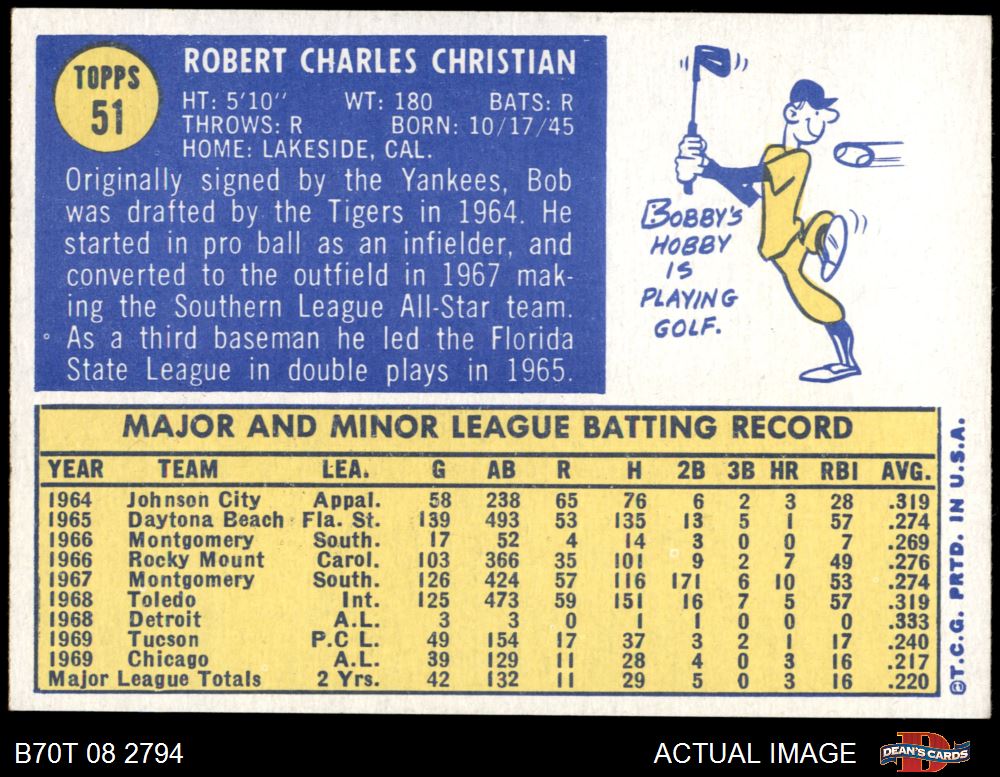 TOPPS
51
ROBERT CHARLES CHRISTIAN
HT: 5'10" WT: 180 BATS: R
THROWS: R BORN: 10/17/45
HOME: LAKESIDE, CAL.
Originally signed by the Yankees, Bob
was drafted by the Tigers in 1964. He
started in pro ball as an infielder, and
converted to the outfield in 1967 mak-
ing the Southern League All-Star team.
As a third baseman he led the Florida
State League in double plays in 1965.
BOBBY'S
HOBBY
IS
PLAYING
GOLF.
MAJOR AND MINOR LEAGUE BATTING RECORD
YEAR TEAM LEA. G AB R H 2B 3B HR RBI AVG.
1964 Johnson City Appal. 58 238 65 76 6 2 3 28 .319
1965 Daytona Beach Fla. St. 139 493 53 135 13 5 1 57 .274
1966 Montgomery South. 17 52 4 14 3 0 0 7 .269
1966 Rocky Mount Carol. 103 366 35 101 9 2 7 49 .276
1967 Montgomery South. 126 424 57 116 171 6 10 53 .274
1968 Toledo Int. 125 473 59 151 16 7 5 57 .319
1968 Detroit A.L. 3 3 0 1 1 0 0 0 .333
1969 Tucson P.C L. 49 154 17 37 3 2 1 17 .240
1969 Chicago A.L. 39 129 11 28 4 0 3 16 .217
Major League Totals 2 Yrs. 42 132 11 29 5 0 3 16 .220
©T.C.G. PRTD. IN U.S.A.
B70T 08 2794 ACTUAL IMAGE DEAN'S CARDS